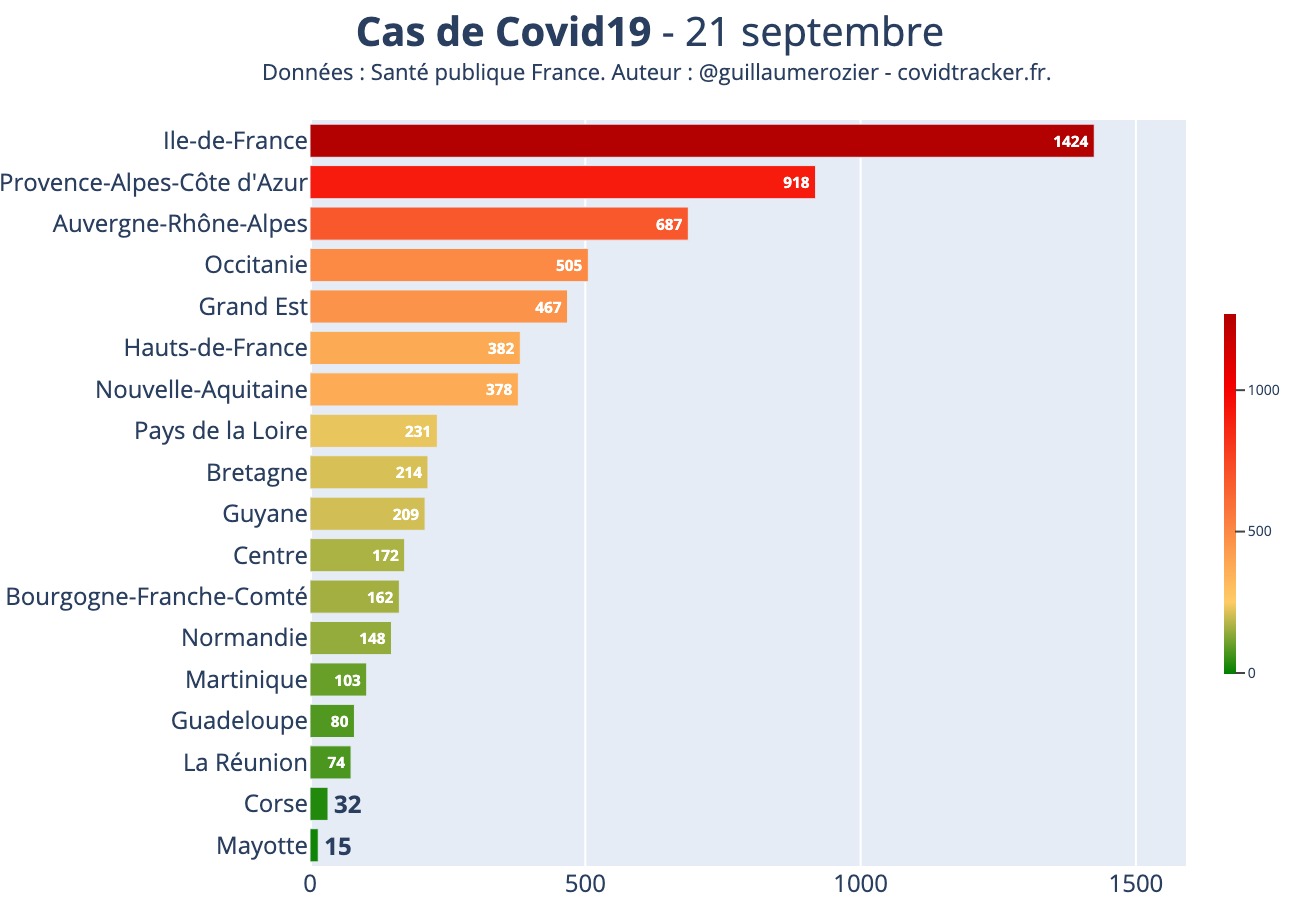 Cas de Covid19 - 21 septembre
Données : Santé publique France. Auteur : @guillaumerozier - covidtracker.fr.
Ile-de-France 1424
Provence-Alpes-Côte d'Azur 918
Auvergne-Rhône-Alpes 687
Occitanie 505
Grand Est 467
Hauts-de-France 382
Nouvelle-Aquitaine 378
Pays de la Loire 231
Bretagne 214
Guyane 209
Centre 172
Bourgogne-Franche-Comté 162
Normandie 148
Martinique 103
Guadeloupe 80
La Réunion 74
Corse 32
Mayotte 15
0 500 1000 1500
1000
500
0